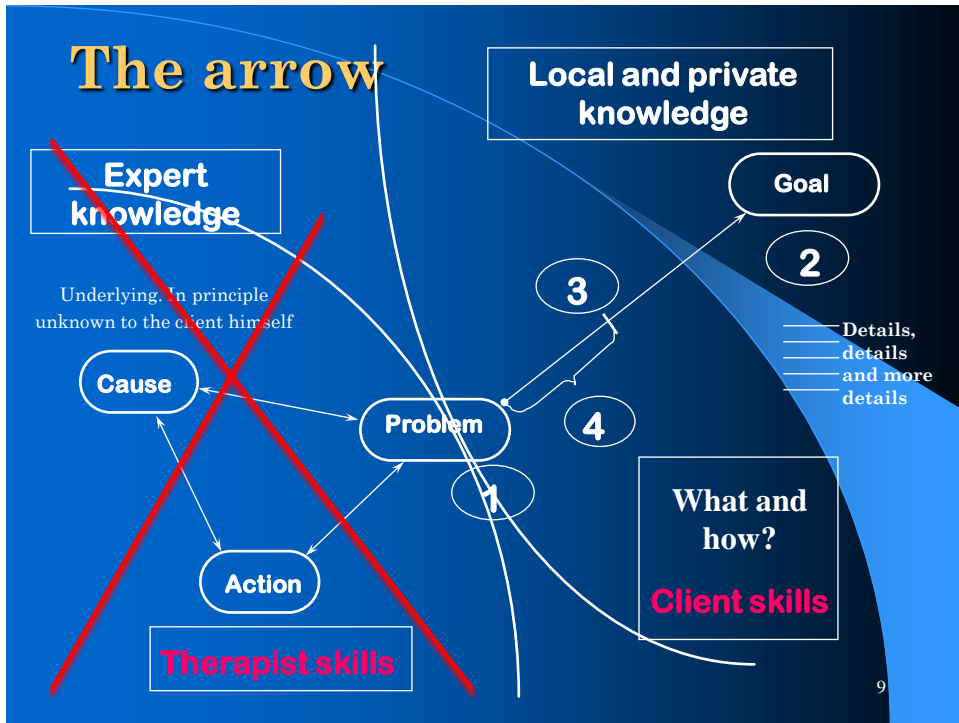 The arrow
Local and private
knowledge
Expert
knowledge
Goal
2
3
Underlying. In principle
unknown to the client himself
Details,
details
and more
details
Cause
Problem
4
1
What and
how?
Client skills
Action
Therapist skills
9